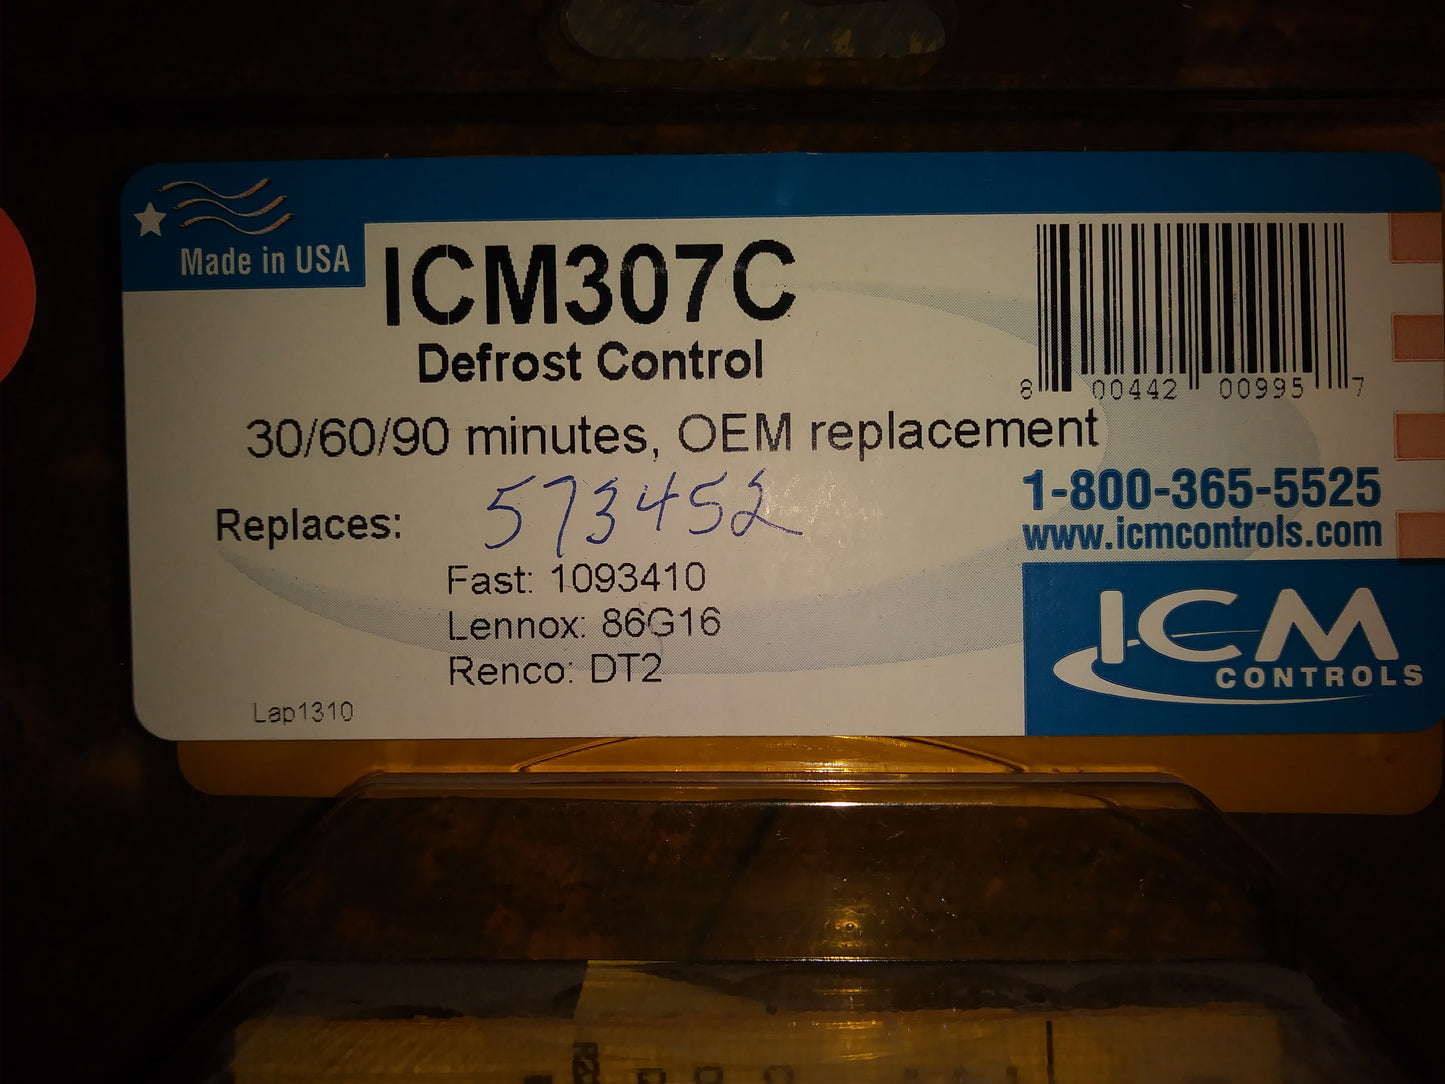 Made in USA
ICM307C
Defrost Control
30/60/90 minutes, OEM replacement
Replaces: 573452
Fast: 1093410
Lennox: 86G16
Renco: DT2
Lap1310
8 00442 00995 7
1-800-365-5525
www.icmcontrols.com
ICM
CONTROLS